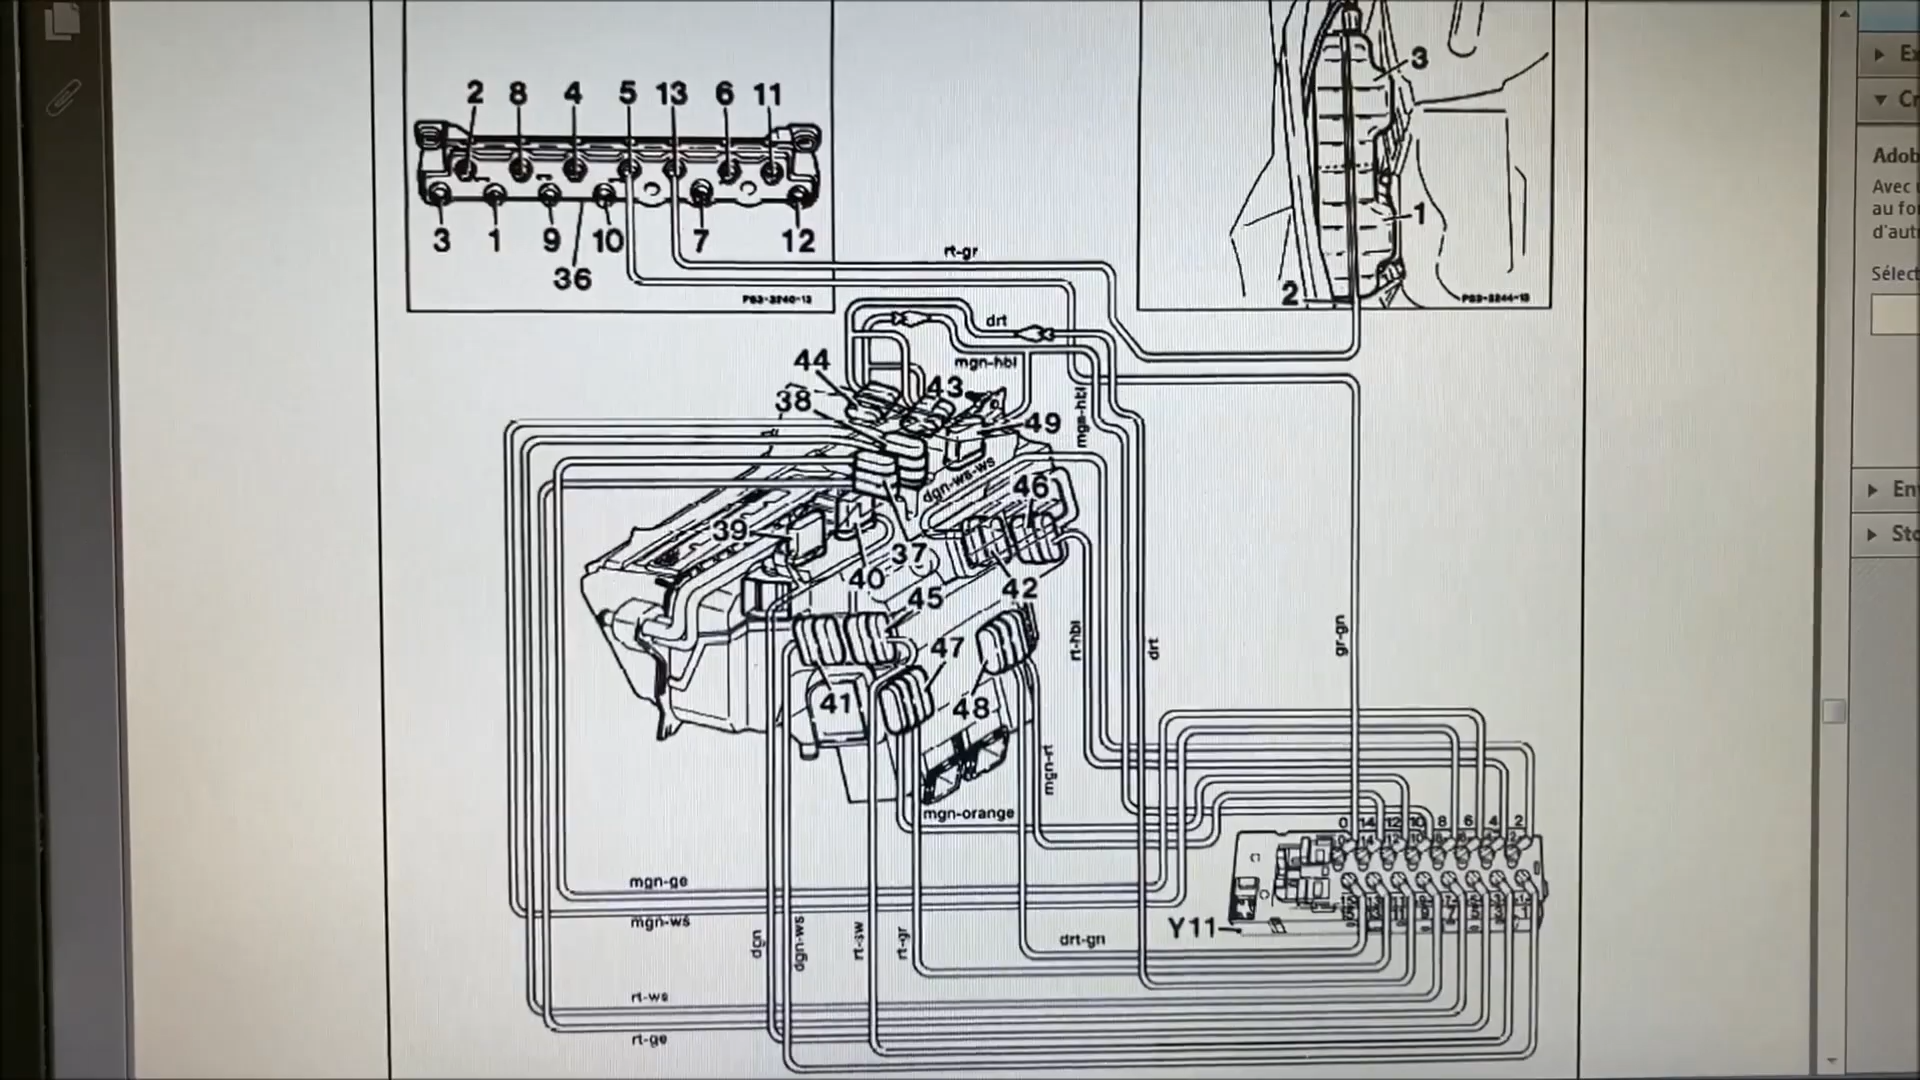 2 8 4 5 13 6 11
3 1 9 10 7 12
36
P83-3240-13
3
1
2
P83-3244-13
rt-gr
drt
mgn-hbl
44
43
38
49
mgn-hbl
dgn-ws-ws
46
39
37
40
42
45
47
41
48
rt-hbl
drt
gr-gn
mgn-rt
mgn-orange
0 14 12 10 8 6 4 2
mgn-ge
mgn-ws
Y11
dgn
dgn-ws
rt-sw
rt-gr
drt-gn
rt-ws
rt-ge
Ex
Cr
Adob
Avec
au fo
d'aut
Sélect
En
Sto